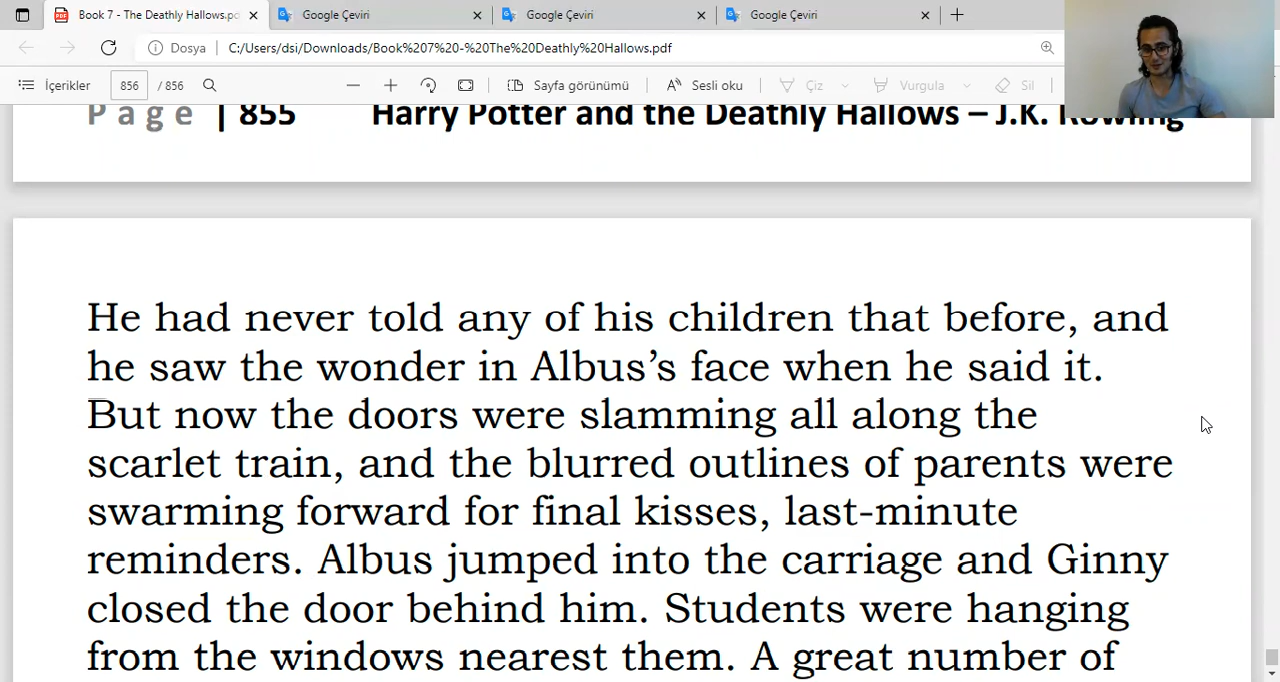 Book 7 - The Deathly Hallows.pd
Google Çeviri
Google Çeviri
Google Çeviri
Dosya
C:/Users/dsi/Downloads/Book%207%20-%20The%20Deathly%20Hallows.pdf
İçerikler
856
/ 856
Sayfa görünümü
Sesli oku
Çiz
Vurgula
Sil
Page | 855
Harry Potter and the Deathly Hallows – J.K. Rowling
He had never told any of his children that before, and
he saw the wonder in Albus’s face when he said it.
But now the doors were slamming all along the
scarlet train, and the blurred outlines of parents were
swarming forward for final kisses, last-minute
reminders. Albus jumped into the carriage and Ginny
closed the door behind him. Students were hanging
from the windows nearest them. A great number of